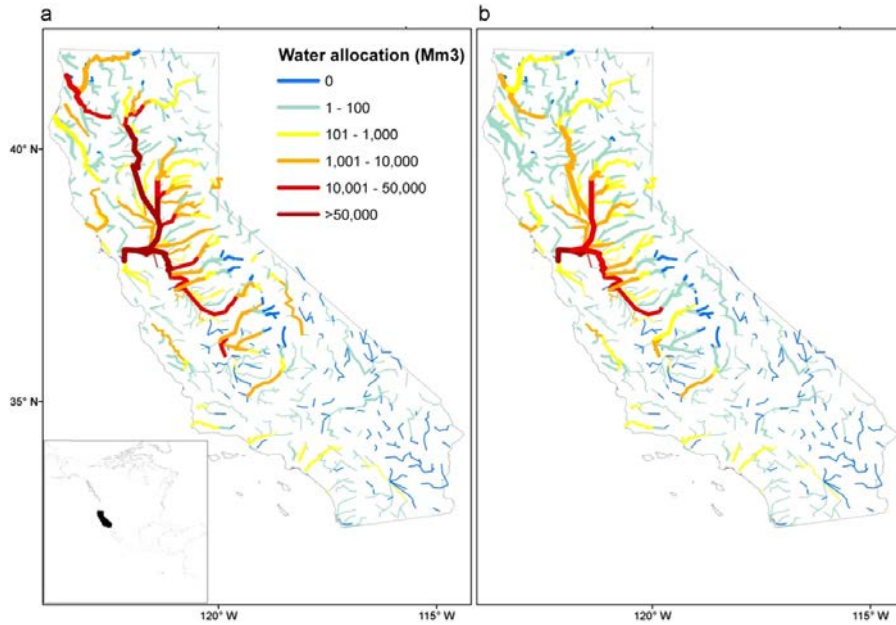 a
b
Water allocation (Mm3)
0
1 - 100
101 - 1,000
1,001 - 10,000
10,001 - 50,000
>50,000
40° N
35° N
120° W
115° W
120° W
115° W